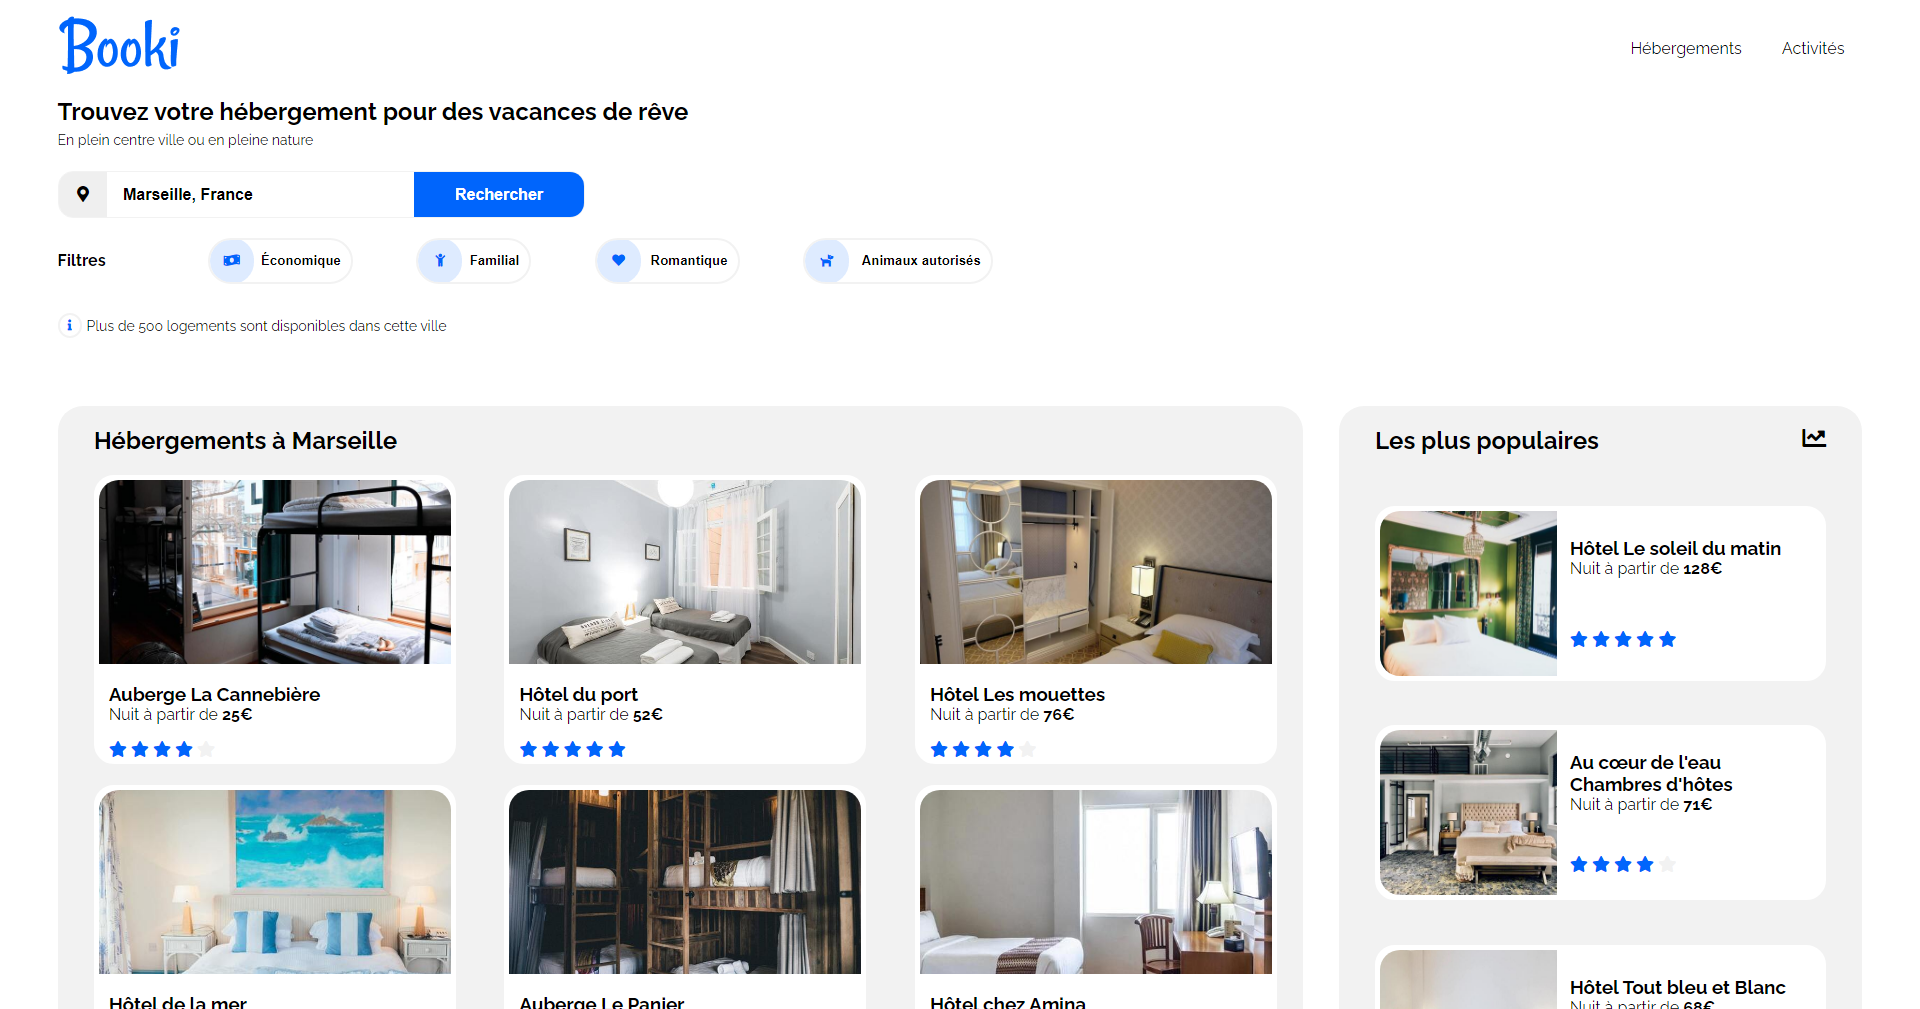 Booki
Hébergements
Activités
Trouvez votre hébergement pour des vacances de rêve
En plein centre ville ou en pleine nature
Marseille, France
Rechercher
Filtres
Économique
Familial
Romantique
Animaux autorisés
Plus de 500 logements sont disponibles dans cette ville
Hébergements à Marseille
Auberge La Cannebière
Nuit à partir de 25€
Hôtel du port
Nuit à partir de 52€
Hôtel Les mouettes
Nuit à partir de 76€
Hôtel de la mer
Auberge Le Panier
Hôtel chez Amina
Les plus populaires
Hôtel Le soleil du matin
Nuit à partir de 128€
Au cœur de l'eau
Chambres d'hôtes
Nuit à partir de 71€
Hôtel Tout bleu et Blanc
Nuit à partir de 68€